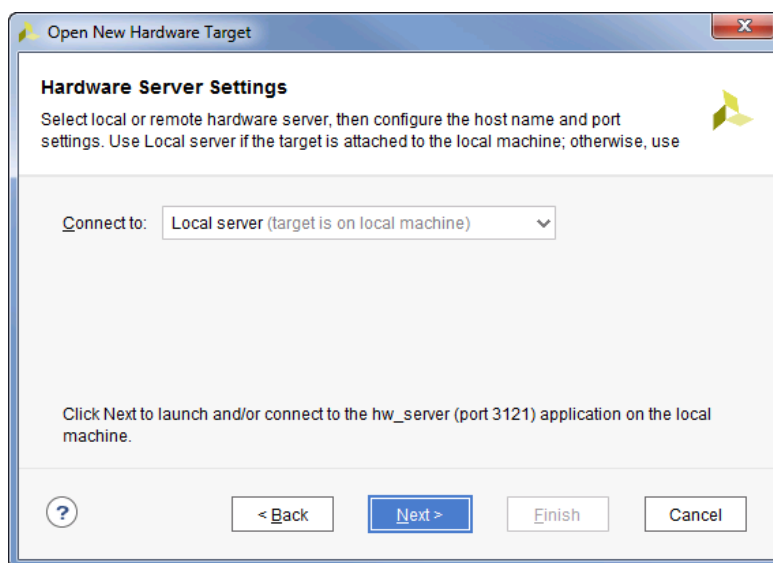 Open New Hardware Target
Hardware Server Settings
Select local or remote hardware server, then configure the host name and port
settings. Use Local server if the target is attached to the local machine; otherwise, use
Connect to: Local server (target is on local machine)
Click Next to launch and/or connect to the hw_server (port 3121) application on the local
machine.
? < Back Next > Finish Cancel